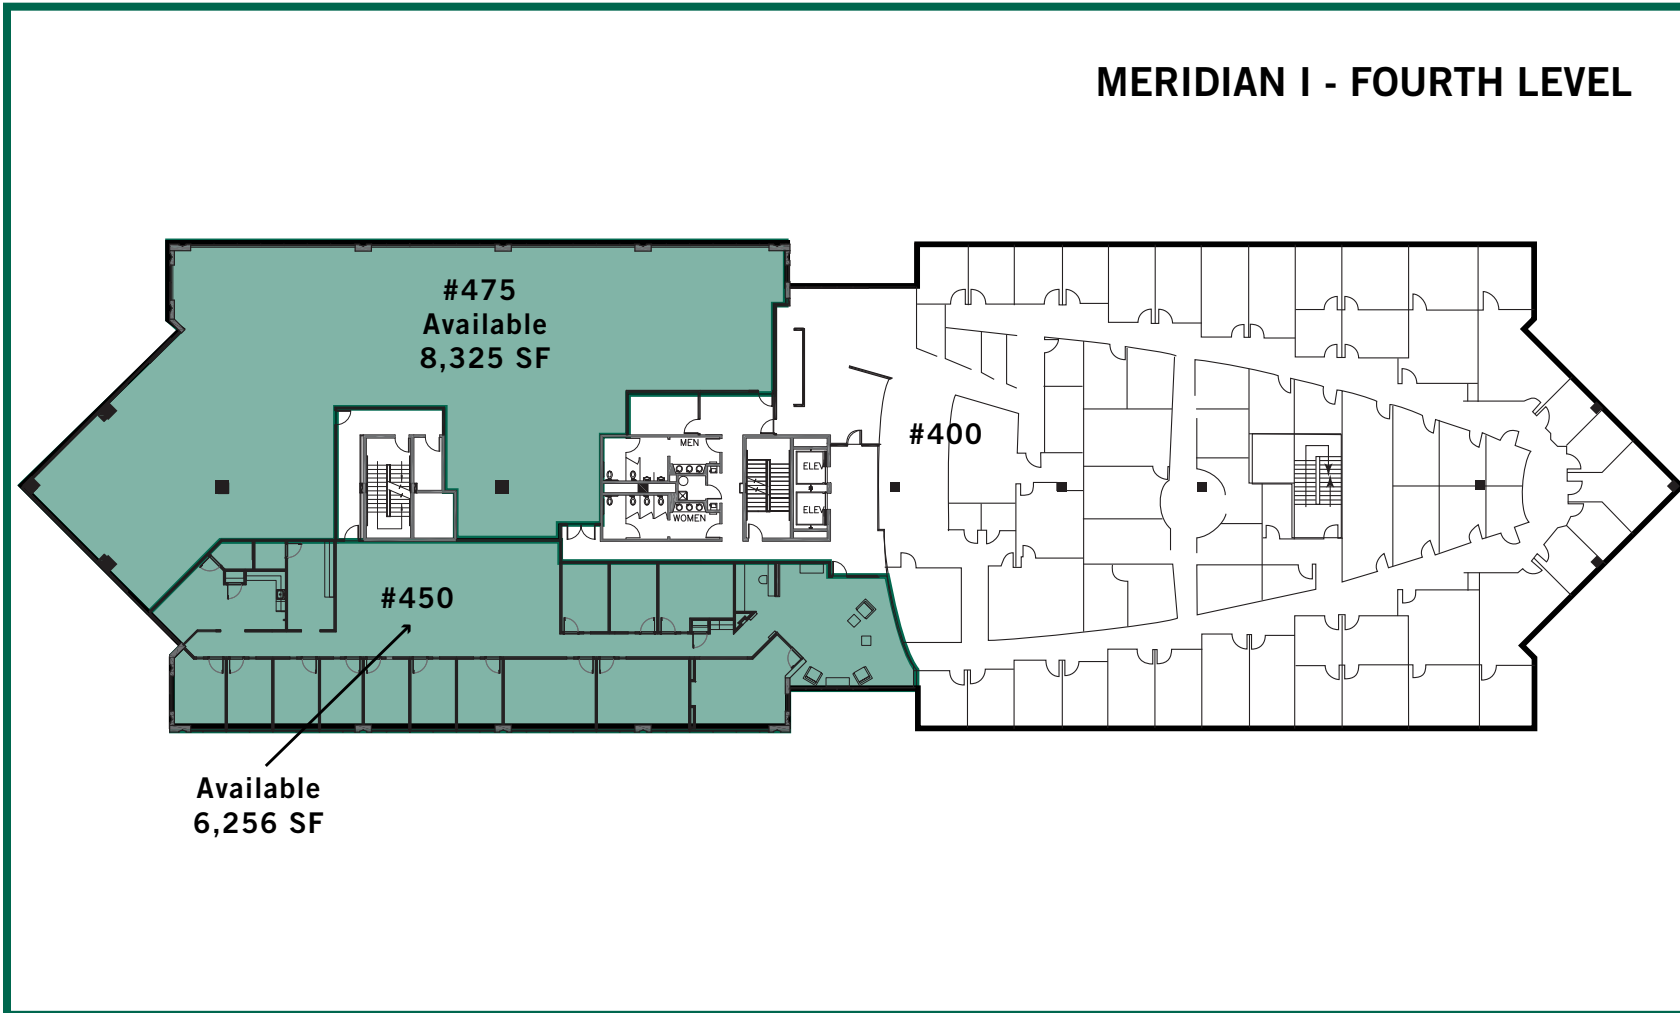 MERIDIAN I - FOURTH LEVEL
#475
Available
8,325 SF
#400
MEN
ELEV
ELEV
WOMEN
#450
Available
6,256 SF